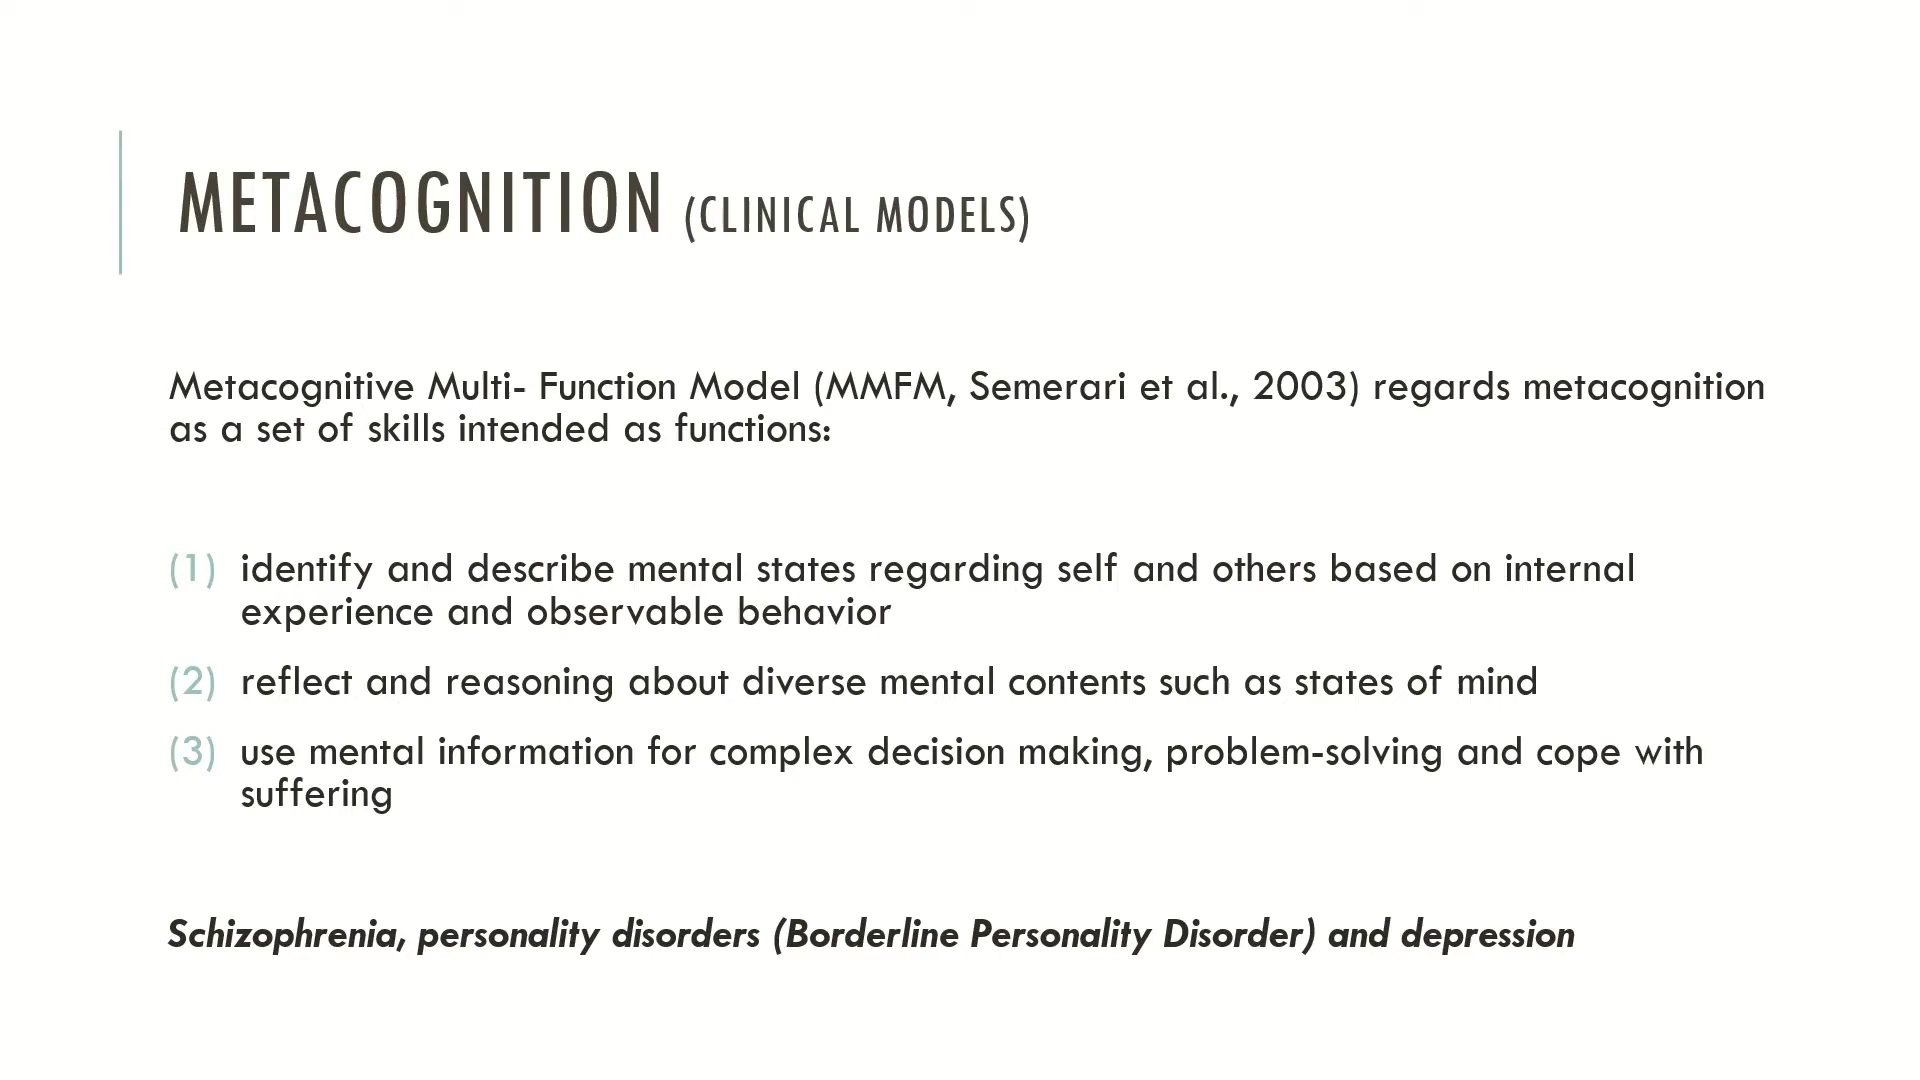 METACOGNITION (CLINICAL MODELS)
Metacognitive Multi- Function Model (MMFM, Semerari et al., 2003) regards metacognition
as a set of skills intended as functions:
(1) identify and describe mental states regarding self and others based on internal
experience and observable behavior
(2) reflect and reasoning about diverse mental contents such as states of mind
(3) use mental information for complex decision making, problem-solving and cope with
suffering
Schizophrenia, personality disorders (Borderline Personality Disorder) and depression